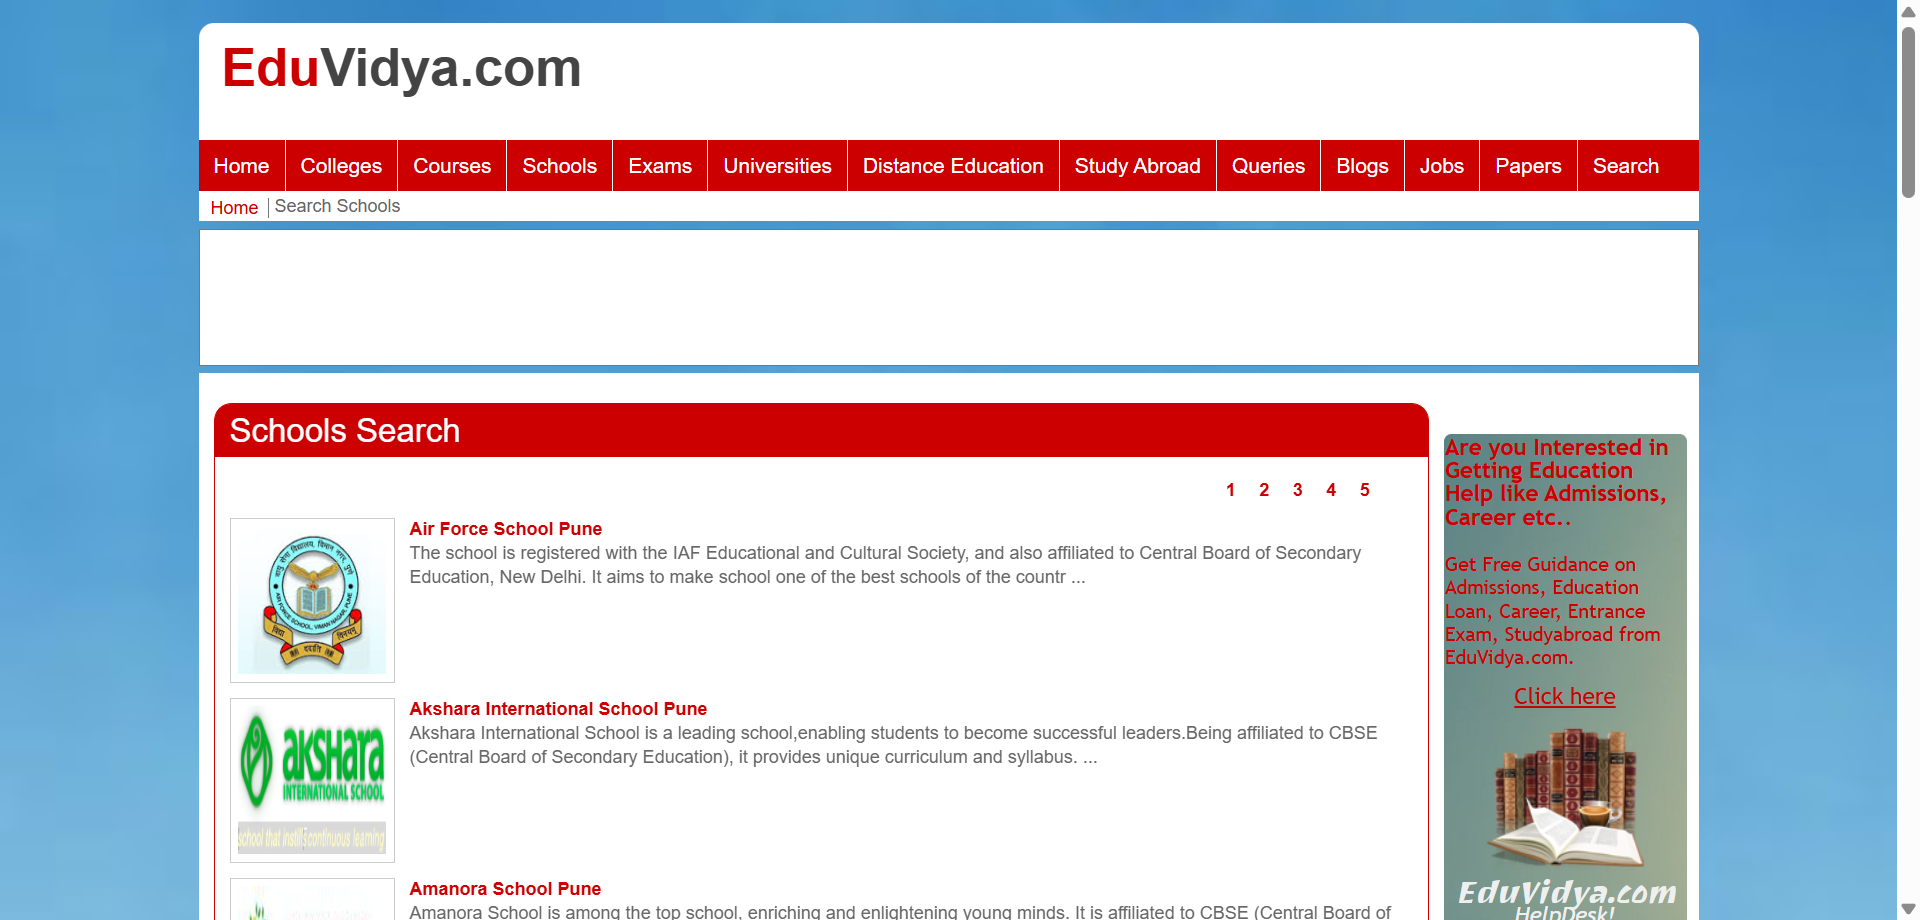 EduVidya.com
Home Colleges Courses Schools Exams Universities Distance Education Study Abroad Queries Blogs Jobs Papers Search
Home Search Schools
Schools Search
1 2 3 4 5
Air Force School Pune
The school is registered with the IAF Educational and Cultural Society, and also affiliated to Central Board of Secondary
Education, New Delhi. It aims to make school one of the best schools of the countr ...
AIR FORCE SCHOOL, VIMAN NAGAR, PUNE
Akshara International School Pune
Akshara International School is a leading school,enabling students to become successful leaders.Being affiliated to CBSE
(Central Board of Secondary Education), it provides unique curriculum and syllabus. ...
akshara
INTERNATIONAL SCHOOL
school that instills continuous learning
Amanora School Pune
Amanora School is among the top school, enriching and enlightening young minds. It is affiliated to CBSE (Central Board of
Are you Interested in
Getting Education
Help like Admissions,
Career etc..
Get Free Guidance on
Admissions, Education
Loan, Career, Entrance
Exam, Studyabroad from
EduVidya.com.
Click here
EduVidya.com
HelpDesk!